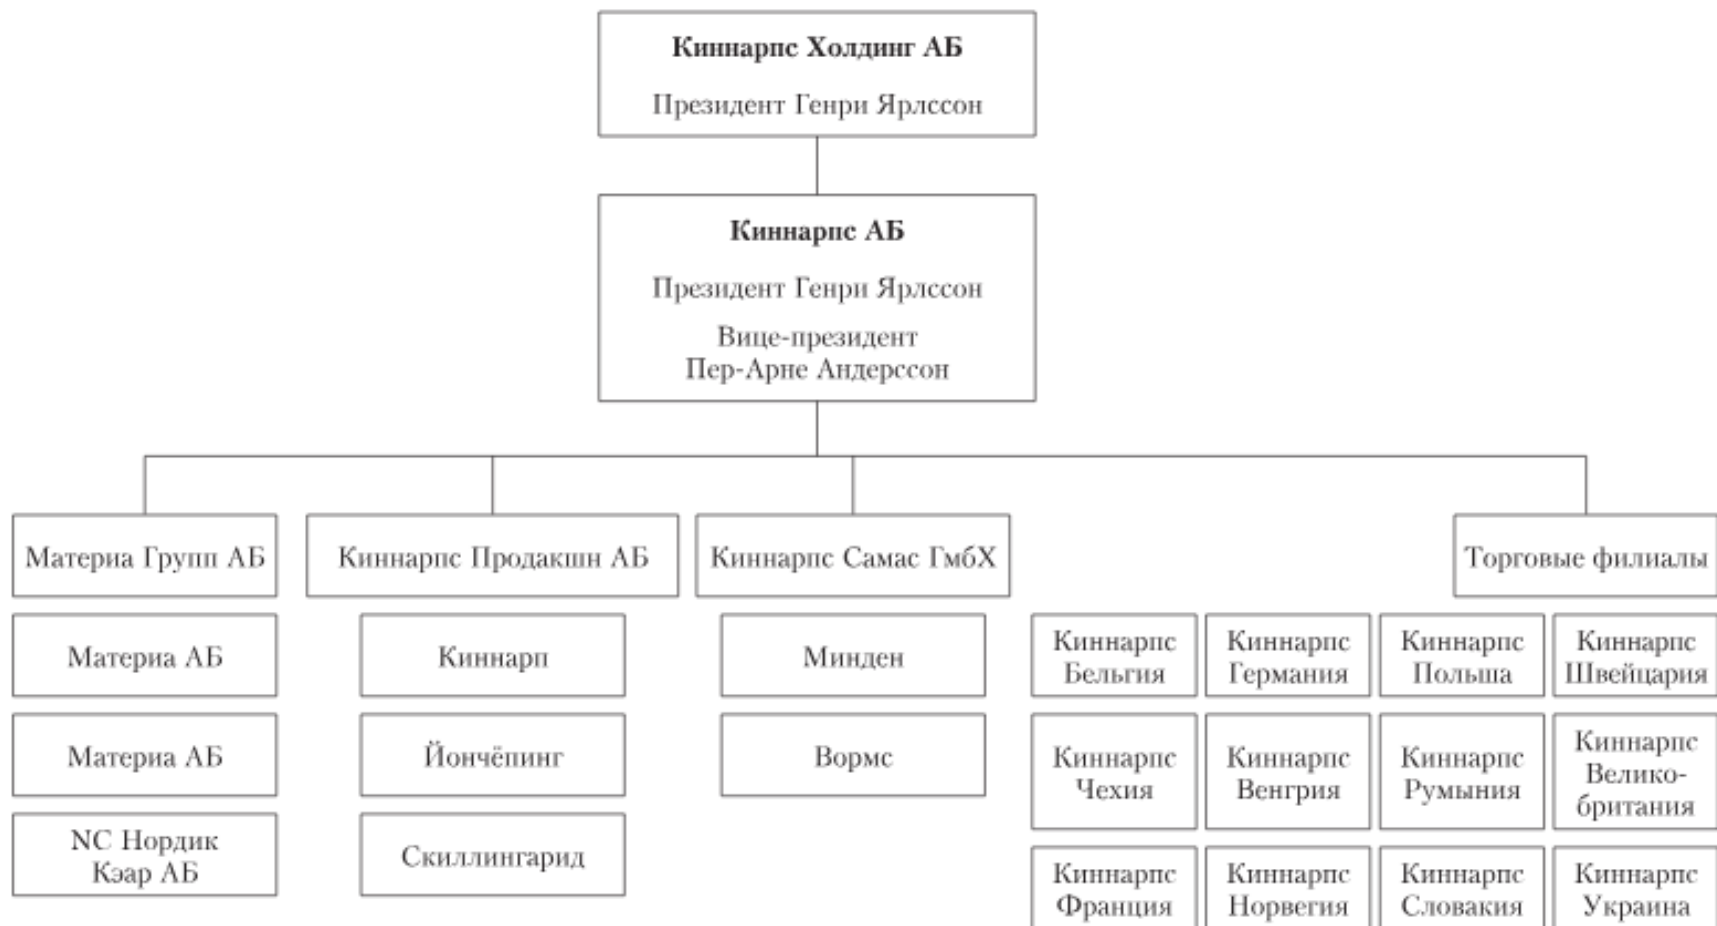 Киннарпс Холдинг АБ
Президент Генри Ярлссон
Киннарпс АБ
Президент Генри Ярлссон
Вице-президент
Пер-Арне Андерссон
Материа Групп АБ
Киннарпс Продакшн АБ
Киннарпс Самас ГмбХ
Торговые филиалы
Материа АБ
Материа АБ
NC Нордик
Кэар АБ
Киннарп
Йончёпинг
Скиллингарид
Минден
Вормс
Киннарпс
Бельгия
Киннарпс
Германия
Киннарпс
Польша
Киннарпс
Швейцария
Киннарпс
Чехия
Киннарпс
Венгрия
Киннарпс
Румыния
Киннарпс
Велико-
британия
Киннарпс
Франция
Киннарпс
Норвегия
Киннарпс
Словакия
Киннарпс
Украина